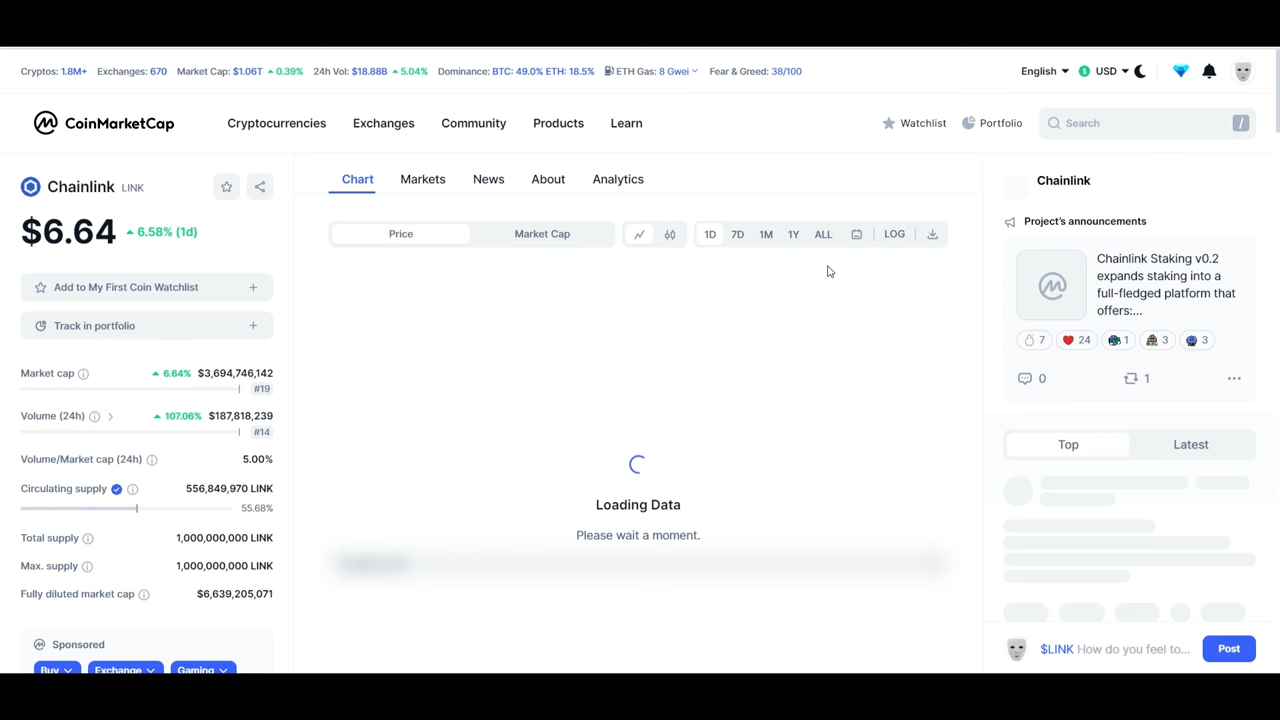 Cryptos: 1.8M+ Exchanges: 670 Market Cap: $1.06T 0.39% 24h Vol: $18.88B 5.04% Dominance: BTC: 49.0% ETH: 18.5% ETH Gas: 8 Gwei Fear & Greed: 38/100 English USD
CoinMarketCap Cryptocurrencies Exchanges Community Products Learn Watchlist Portfolio Search /
Chainlink LINK
$6.64 6.58% (1d)
Add to My First Coin Watchlist +
Track in portfolio +
Market cap 6.64% $3,694,746,142
#19
Volume (24h) 107.06% $187,818,239
#14
Volume/Market cap (24h) 5.00%
Circulating supply 556,849,970 LINK
55.68%
Total supply 1,000,000,000 LINK
Max. supply 1,000,000,000 LINK
Fully diluted market cap $6,639,205,071
Sponsored
Buy Exchange Gaming
Chart Markets News About Analytics
Price Market Cap 1D 7D 1M 1Y ALL LOG
Loading Data
Please wait a moment.
Chainlink
Project's announcements
Chainlink Staking v0.2
expands staking into a
full-fledged platform that
offers:...
7 24 1 3 3
0 1
Top Latest
$LINK How do you feel to... Post